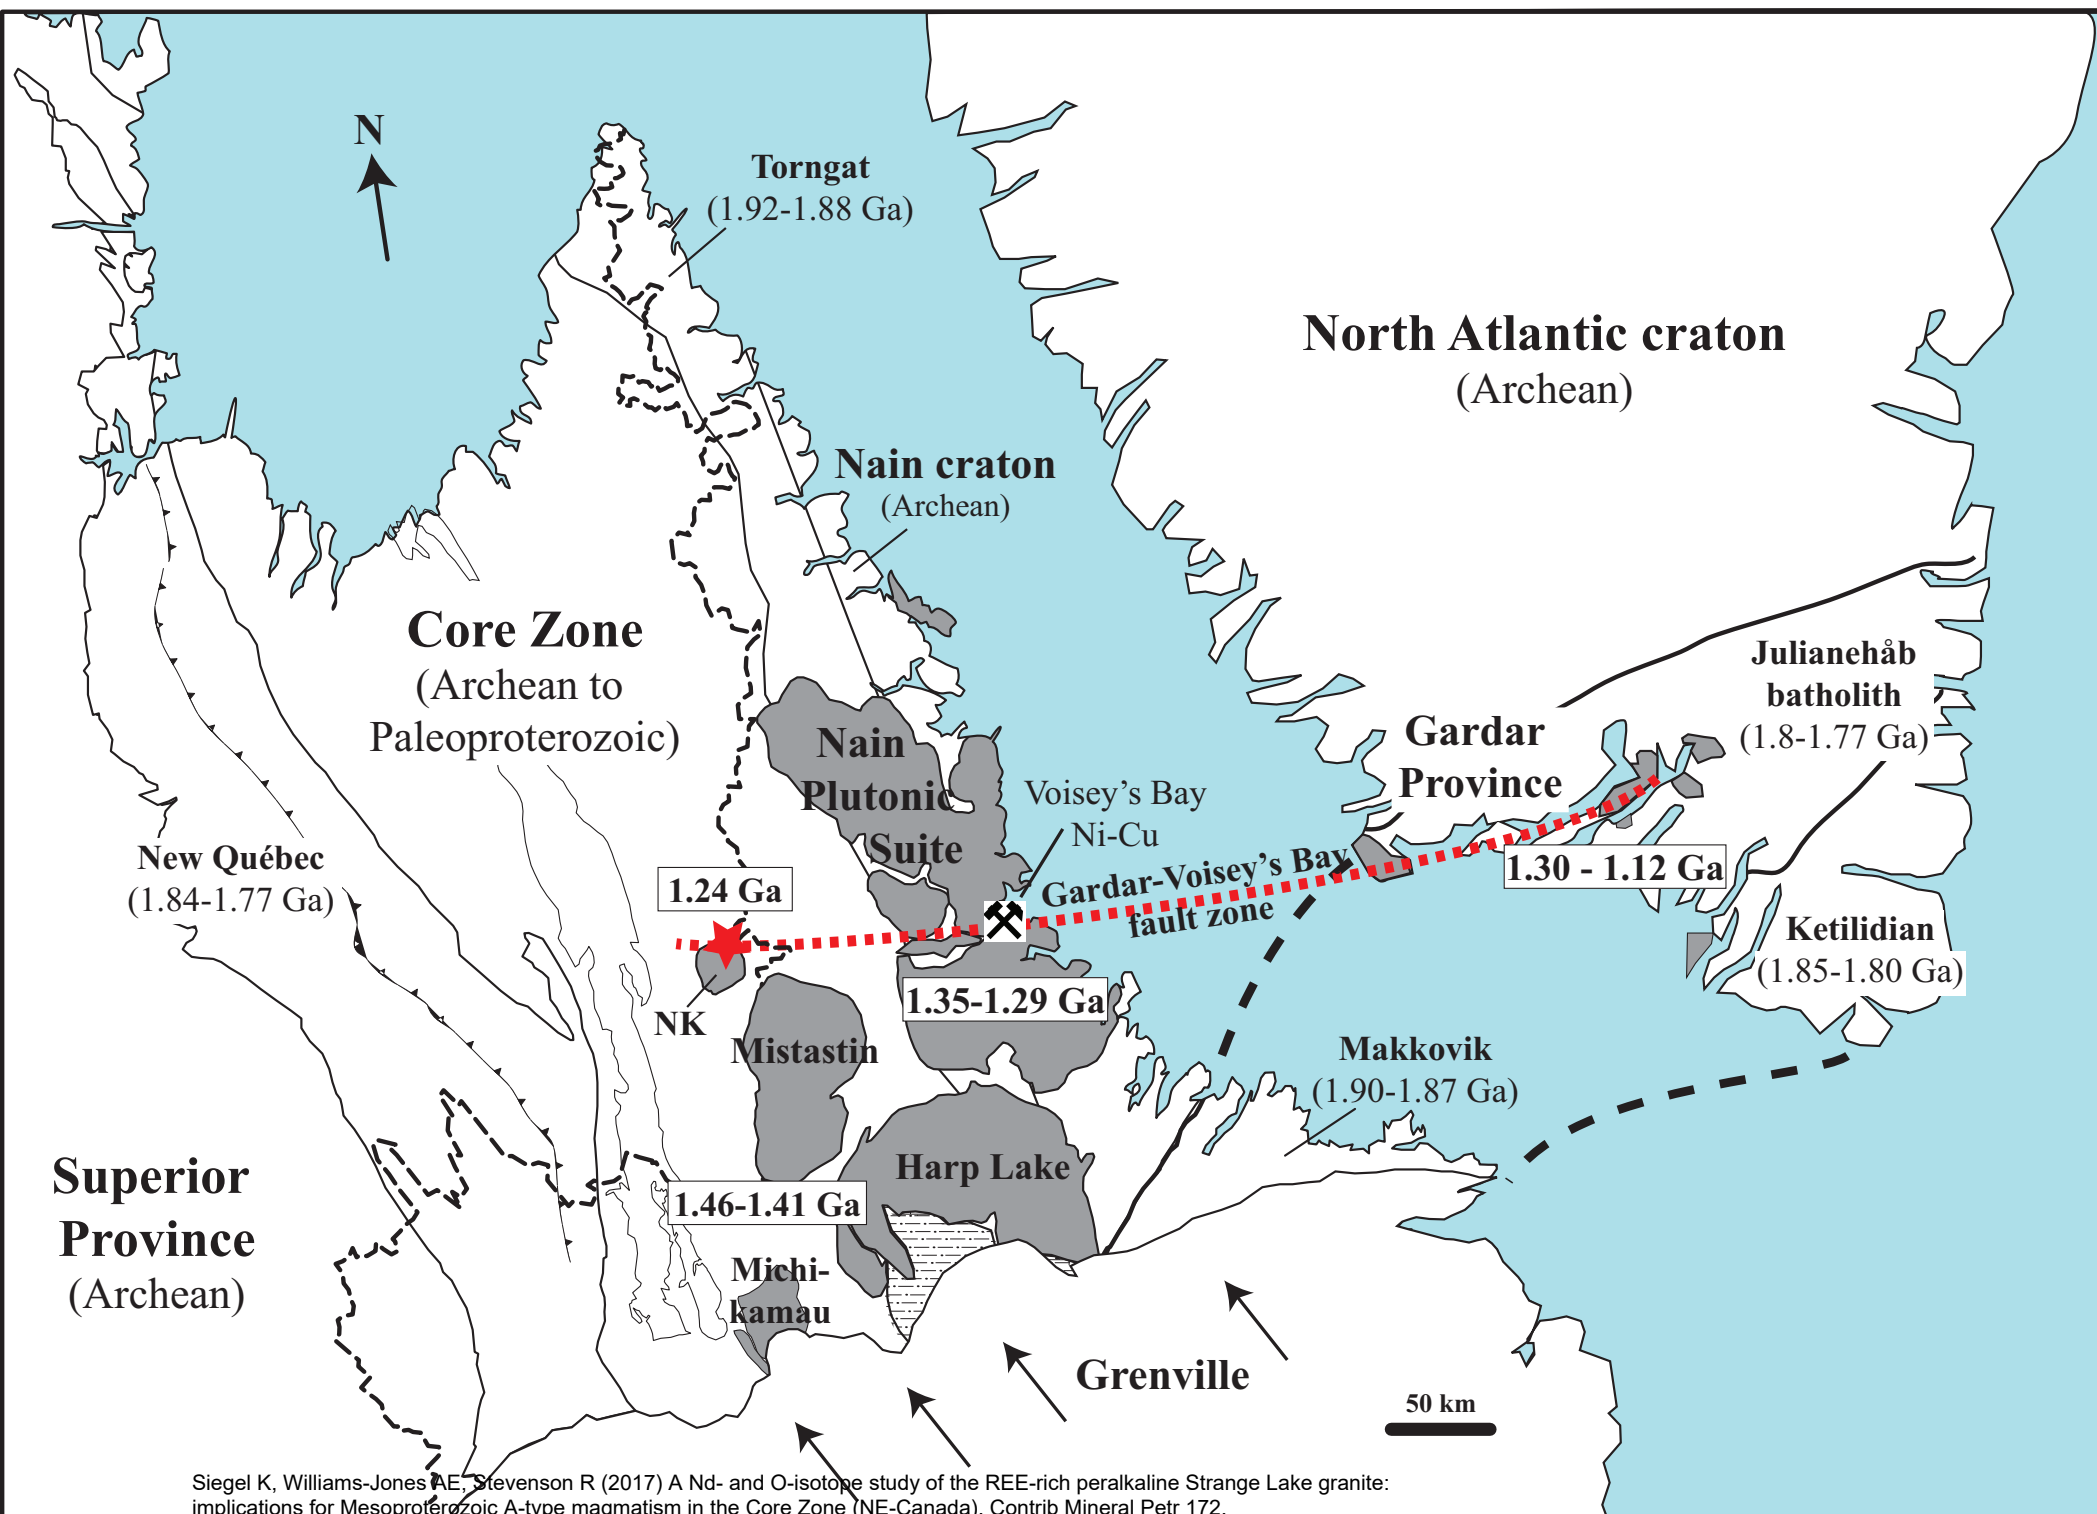 N
Torngat
(1.92-1.88 Ga)
North Atlantic craton
(Archean)
Nain craton
(Archean)
Core Zone
(Archean to
Paleoproterozoic)
Julianehåb
batholith
(1.8-1.77 Ga)
Gardar
Province
Nain
Plutonic
Suite
Voisey's Bay
Ni-Cu
New Québec
(1.84-1.77 Ga)
1.24 Ga
Gardar-Voisey's Bay
fault zone
1.30 - 1.12 Ga
Ketilidian
(1.85-1.80 Ga)
NK
1.35-1.29 Ga
Mistastin
Makkovik
(1.90-1.87 Ga)
Superior
Province
(Archean)
Harp Lake
1.46-1.41 Ga
Michi-
kamau
Grenville
50 km
Siegel K, Williams-Jones AE, Stevenson R (2017) A Nd- and O-isotope study of the REE-rich peralkaline Strange Lake granite:
implications for Mesoproterozoic A-type magmatism in the Core Zone (NE-Canada). Contrib Mineral Petr 172.